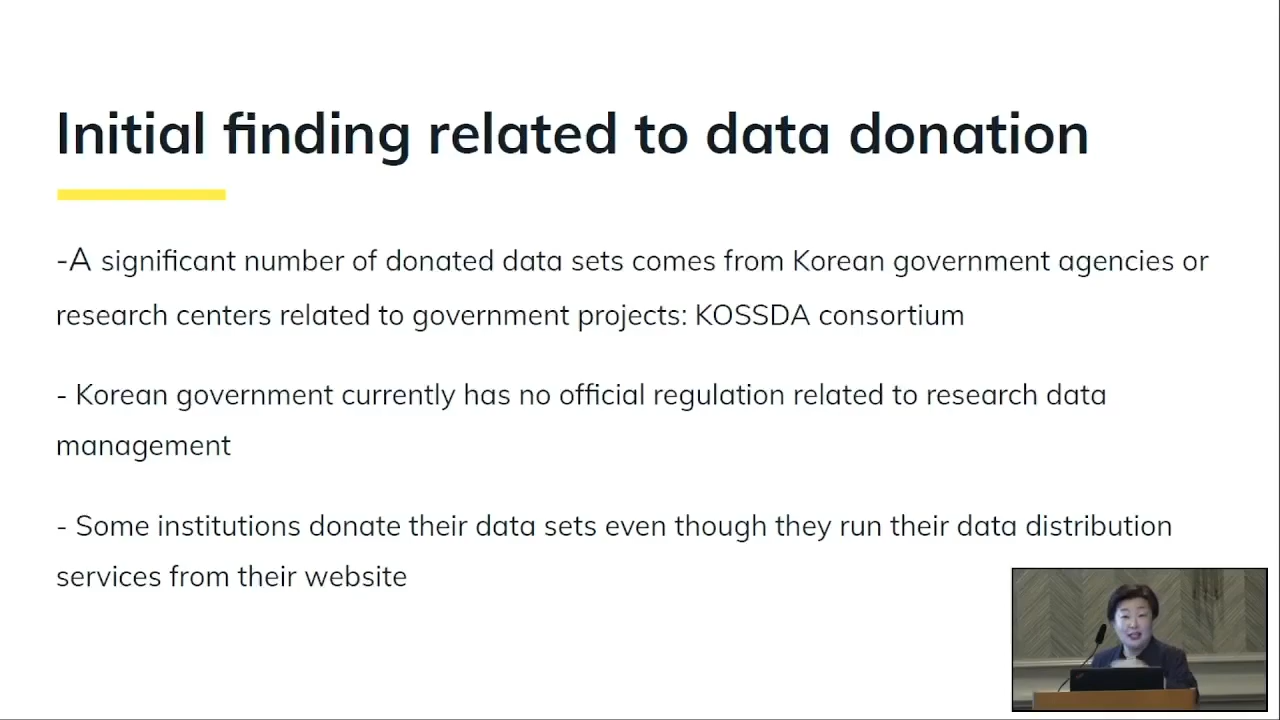 Initial finding related to data donation
-A significant number of donated data sets comes from Korean government agencies or
research centers related to government projects: KOSSDA consortium
- Korean government currently has no official regulation related to research data
management
- Some institutions donate their data sets even though they run their data distribution
services from their website